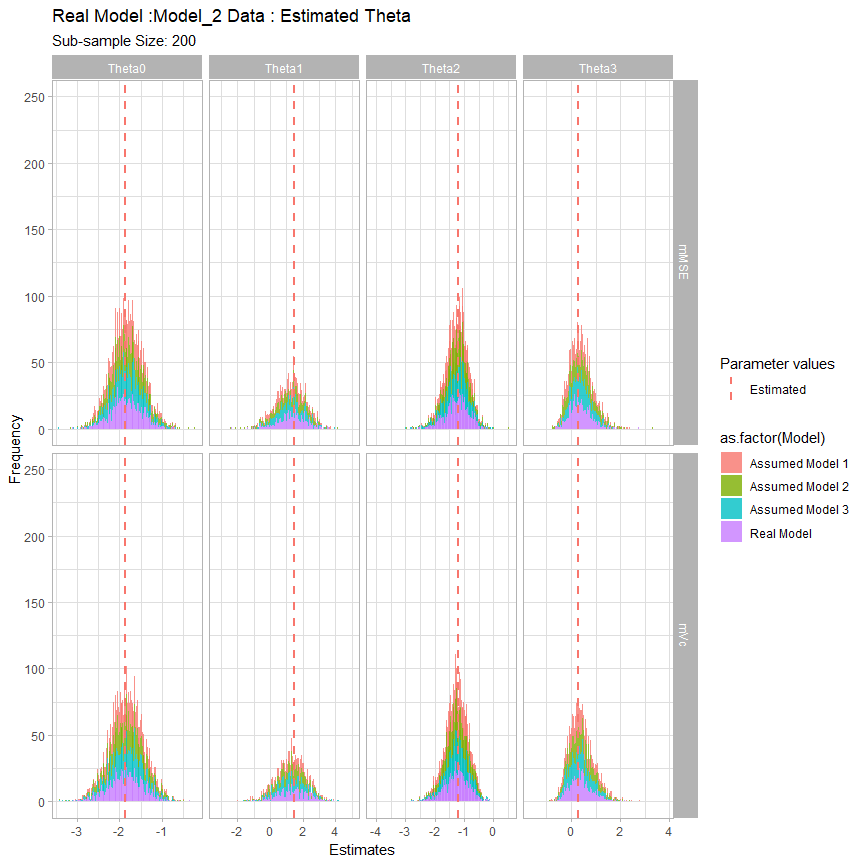 Real Model :Model_2 Data : Estimated Theta
Sub-sample Size: 200
Theta0 Theta1 Theta2 Theta3
250
200
150
100
50
0
mMSE
250
200
150
100
50
0
mVc
Frequency
-3 -2 -1 -2 0 2 4 -4 -3 -2 -1 0 0 2 4
Estimates
Parameter values
Estimated
as.factor(Model)
Assumed Model 1
Assumed Model 2
Assumed Model 3
Real Model